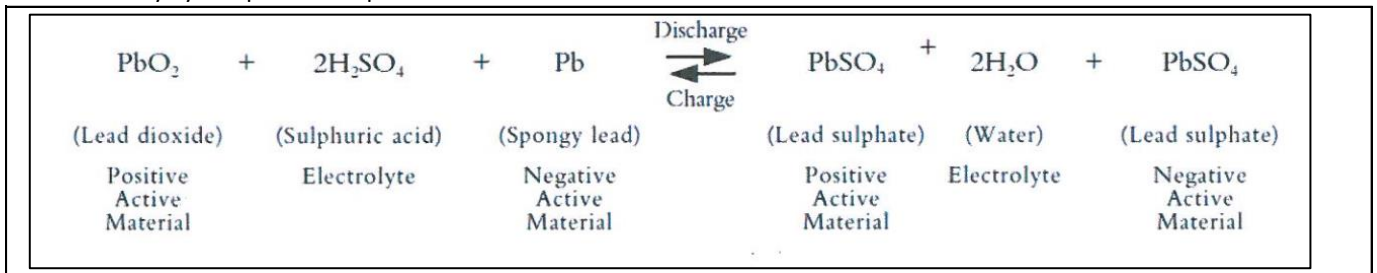 Discharge
PbO₂ + 2H₂SO₄ + Pb PbSO₄ + 2H₂O + PbSO₄
Charge
(Lead dioxide) (Sulphuric acid) (Spongy lead) (Lead sulphate) (Water) (Lead sulphate)
Positive Electrolyte Negative Positive Electrolyte Negative
Active Active Active Active
Material Material Material Material